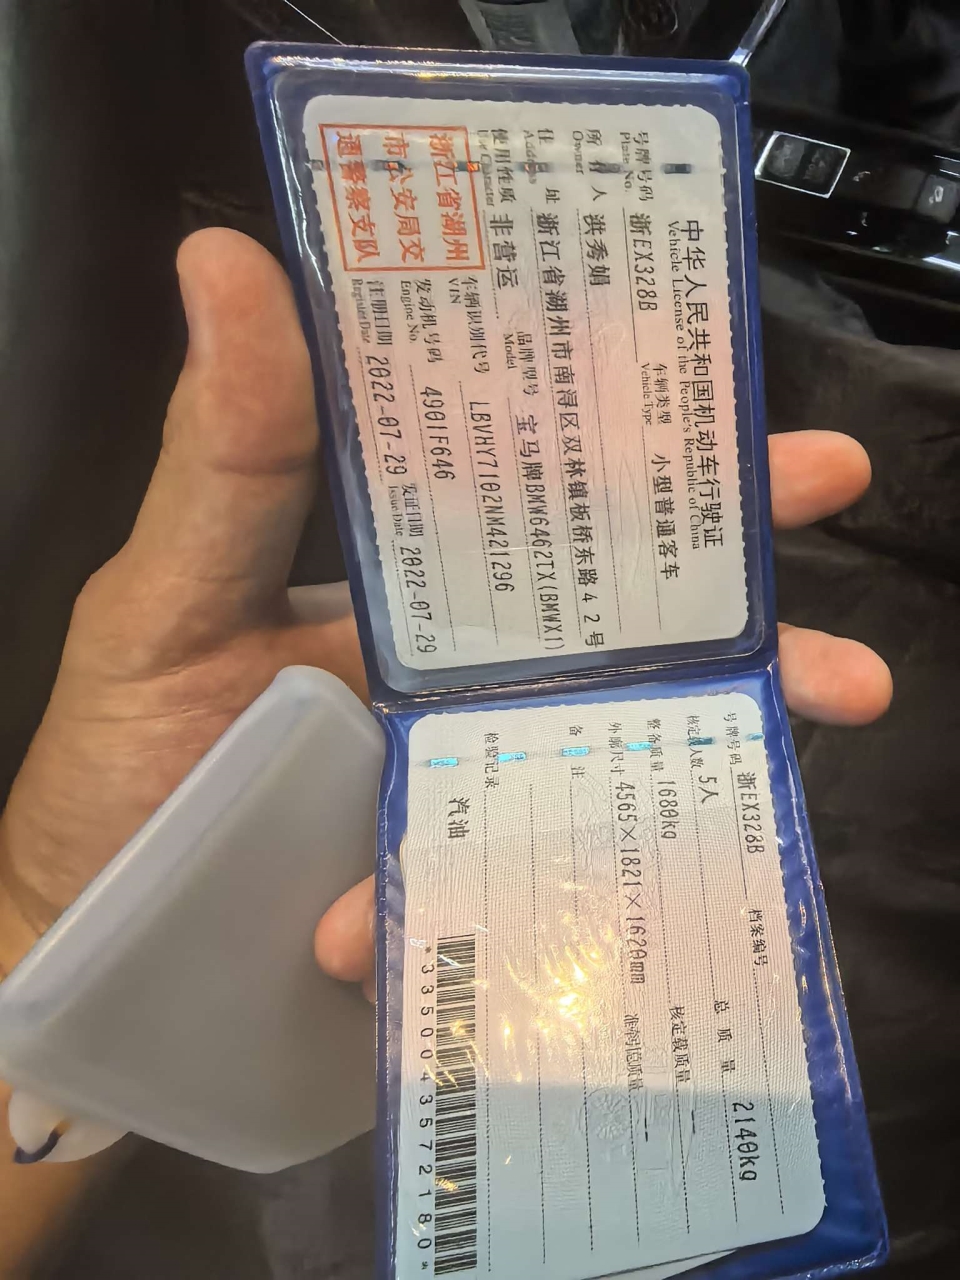 中华人民共和国机动车行驶证
Vehicle License of the People's Republic of China
号牌号码 浙EX328B 车辆类型 小型普通客车
Plate No. Vehicle Type
所有人 洪秀娟
Owner
住址 浙江省湖州市南浔区双林镇板桥东路42号
Address
使用性质 非营运 品牌型号 宝马牌BMW6462TX(BMWX1)
Use Character Model
浙江省湖州
市公安局交
通警察支队
车辆识别代号 LBVHY7102NM421296
VIN
发动机号码 4901F646
Engine No.
注册日期 2022-07-29 发证日期 2022-07-29
Register Date Issue Date
号牌号码 浙EX328B 档案编号
核定载人数 5人 总质量 2140kg
整备质量 1680kg 核定载质量 --
外廓尺寸 4565×1821×1620mm 准牵引总质量 --
备注
检验记录
汽油
*3350043572180*